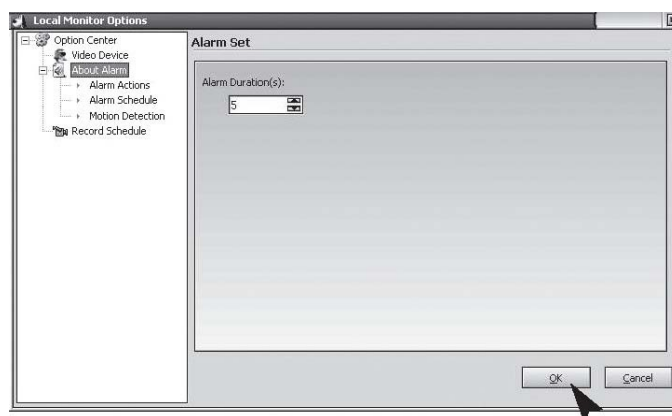 Local Monitor Options
Option Center
Video Device
About Alarm
Alarm Actions
Alarm Schedule
Motion Detection
Record Schedule
Alarm Set
Alarm Duration(s):
5
OK
Cancel